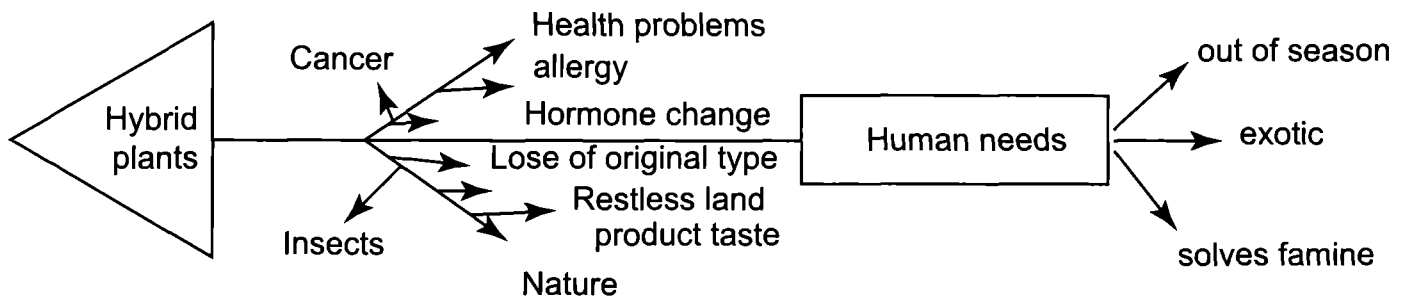 Hybrid
plants
Cancer
Health problems
allergy
Hormone change
Lose of original type
Restless land
product taste
Insects
Nature
Human needs
out of season
exotic
solves famine